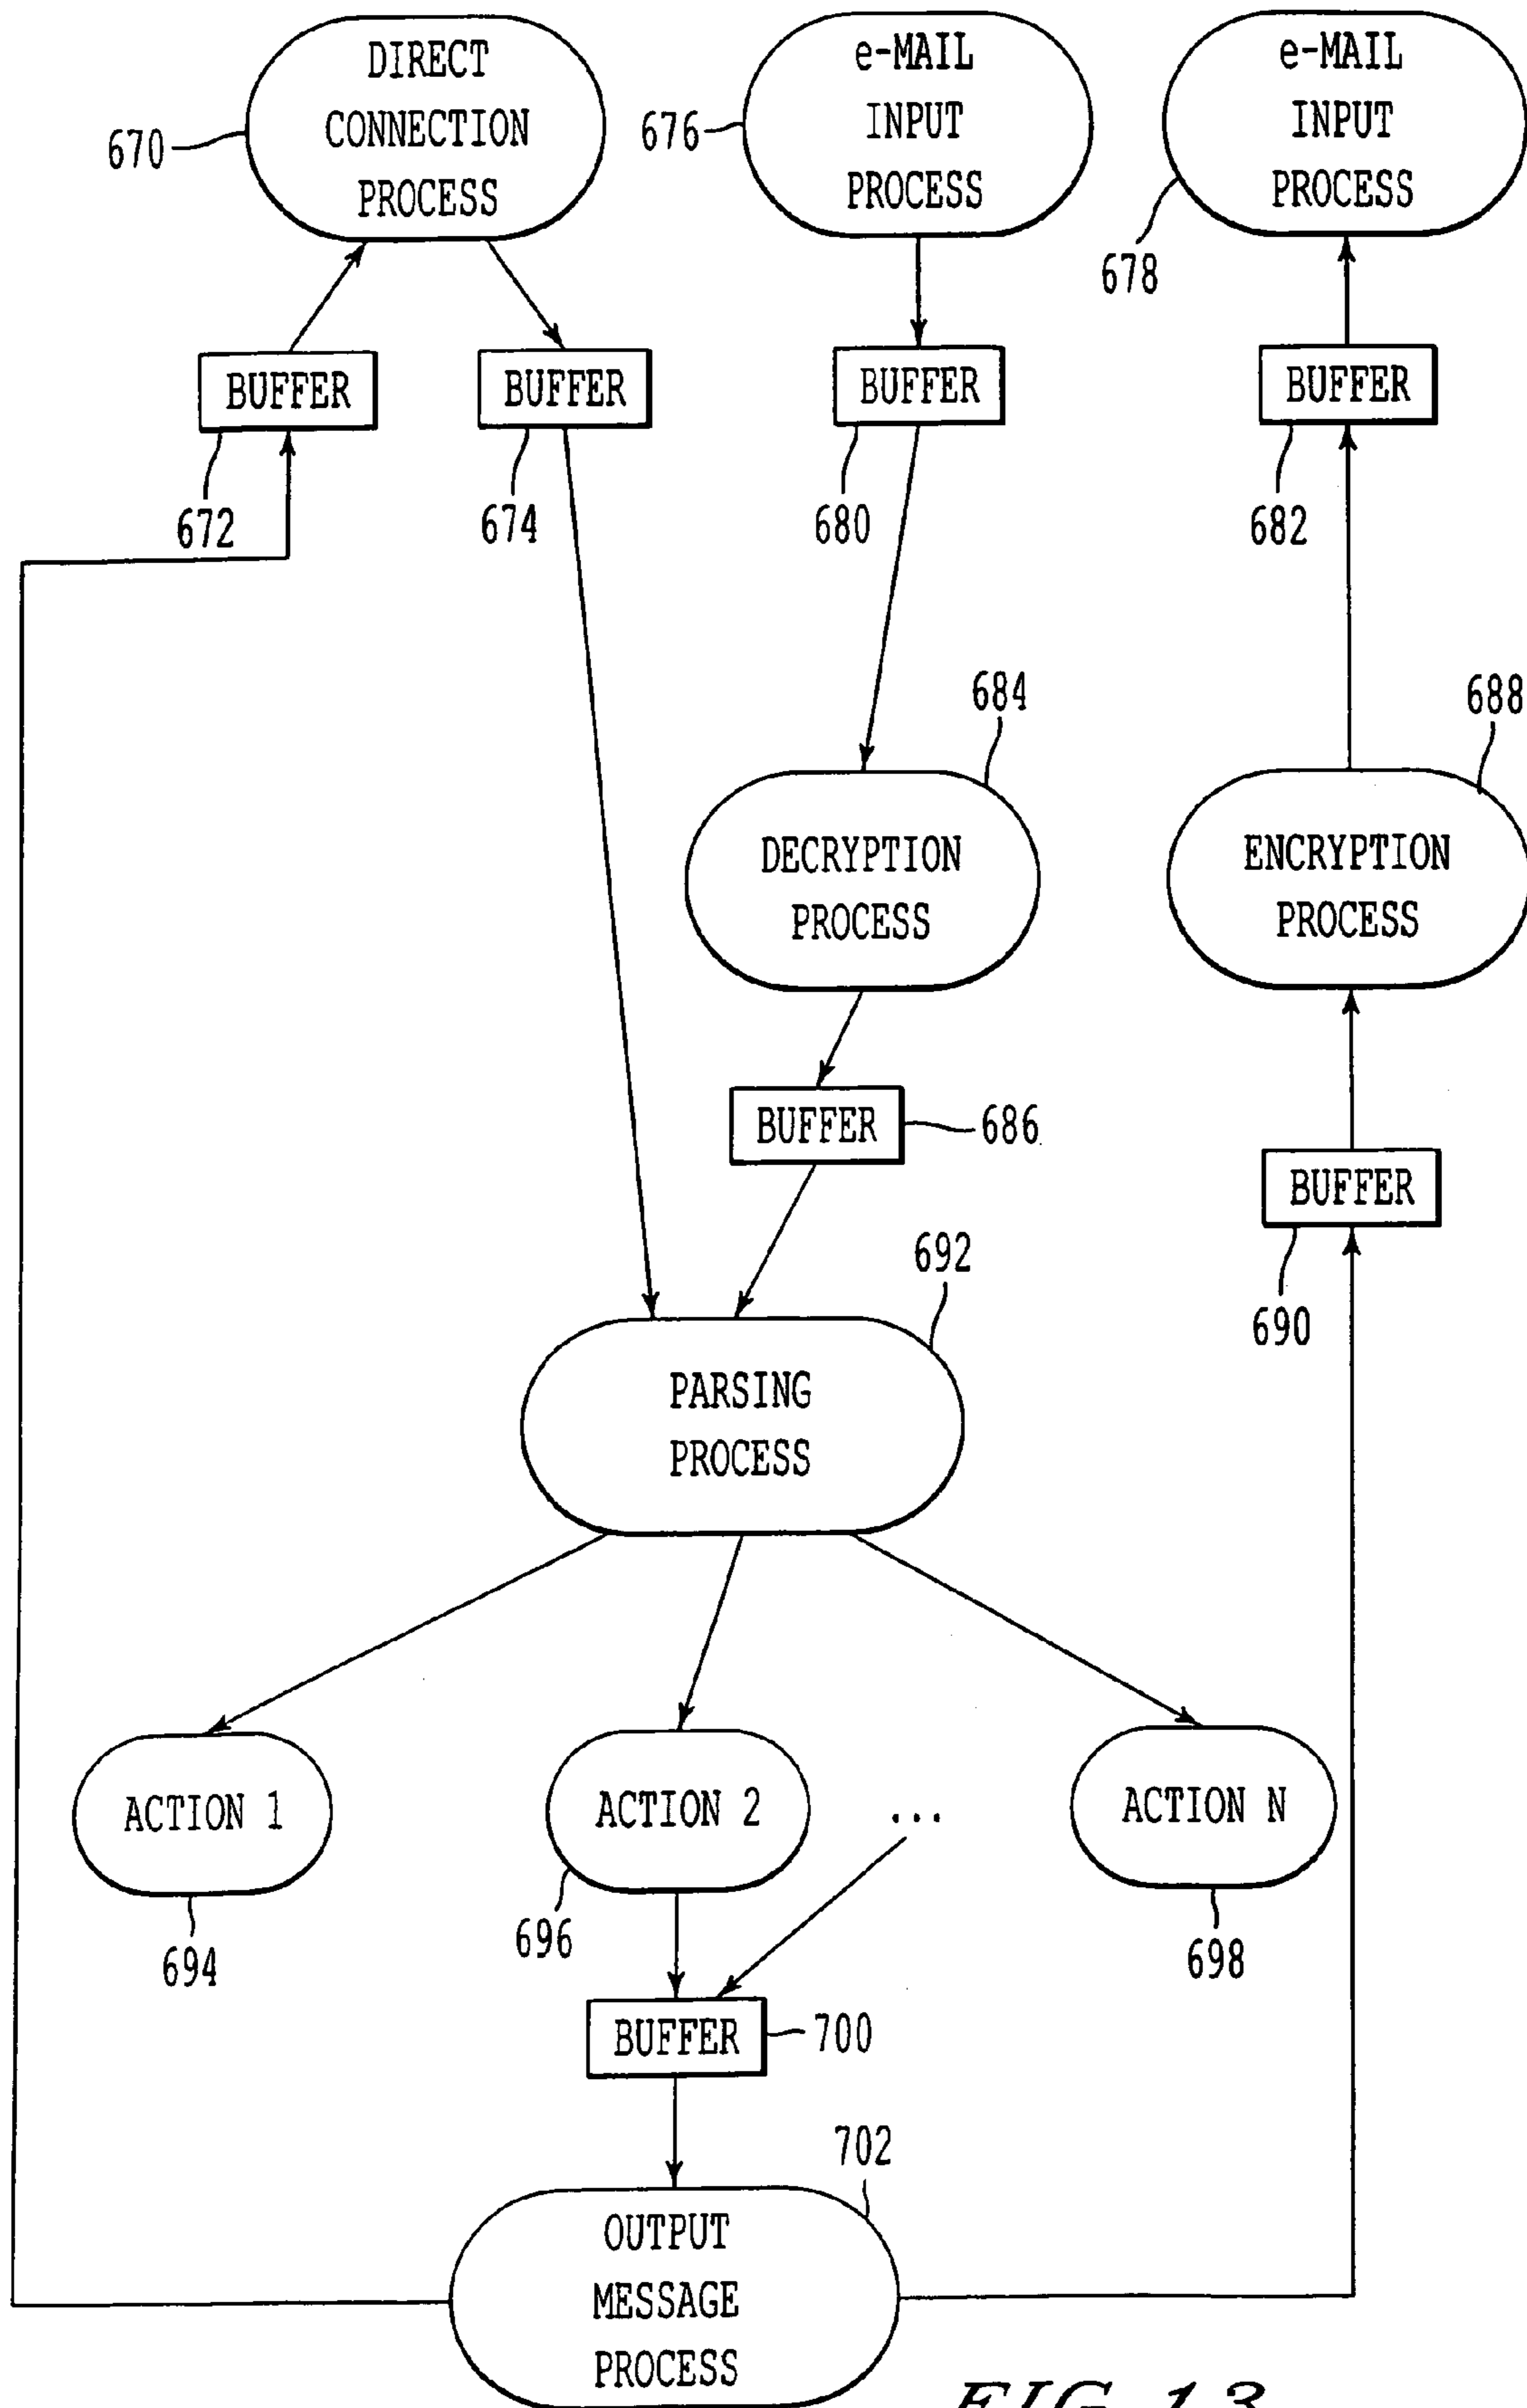 DIRECT
CONNECTION
PROCESS
670
e-MAIL
INPUT
PROCESS
676
e-MAIL
INPUT
PROCESS
678
BUFFER
672
BUFFER
674
BUFFER
680
BUFFER
682
684
DECRYPTION
PROCESS
688
ENCRYPTION
PROCESS
BUFFER
686
BUFFER
690
692
PARSING
PROCESS
ACTION 1
694
ACTION 2
696
...
ACTION N
698
BUFFER
700
702
OUTPUT
MESSAGE
PROCESS
FIG. 13